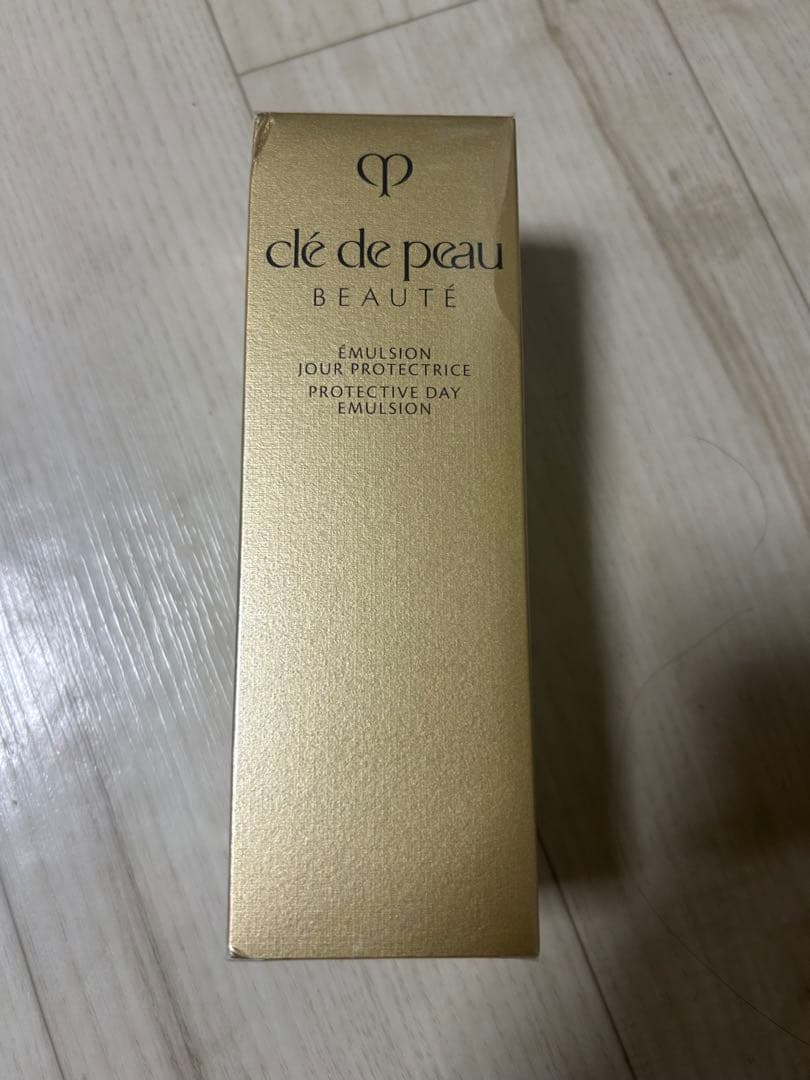 clé de peau
BEAUTÉ
ÉMULSION
JOUR PROTECTRICE
PROTECTIVE DAY
EMULSION